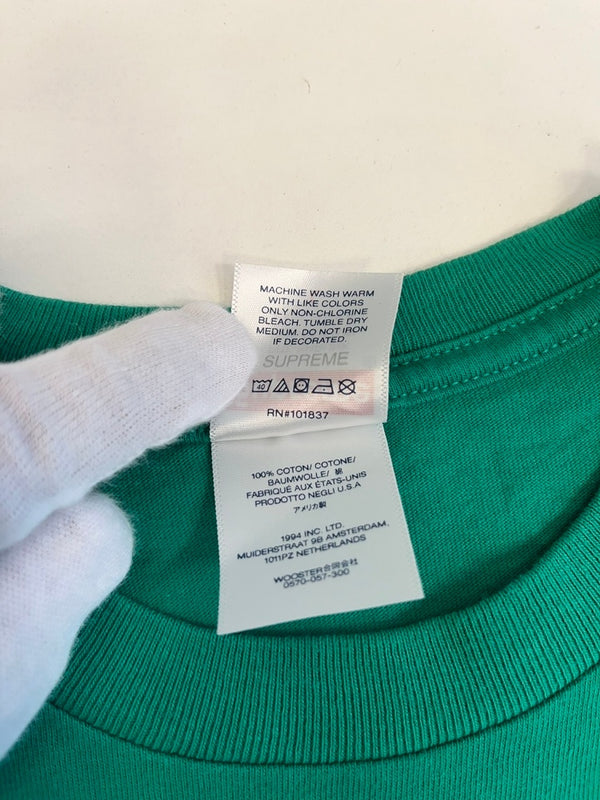 MACHINE WASH WARM
WITH LIKE COLORS
ONLY NON-CHLORINE
BLEACH. TUMBLE DRY
MEDIUM. DO NOT IRON
IF DECORATED.
SUPREME
40
RN#101837
100% COTON/ COTONE/
BAUMWOLLE/ 綿
FABRIQUÉ AUX ÉTATS-UNIS
PRODOTTO NEGLI U.S.A
アメリカ製
1994 INC. LTD.
MUIDERSTRAAT 9B AMSTERDAM,
1011PZ NETHERLANDS
WOOSTER合同会社
0570-057-300